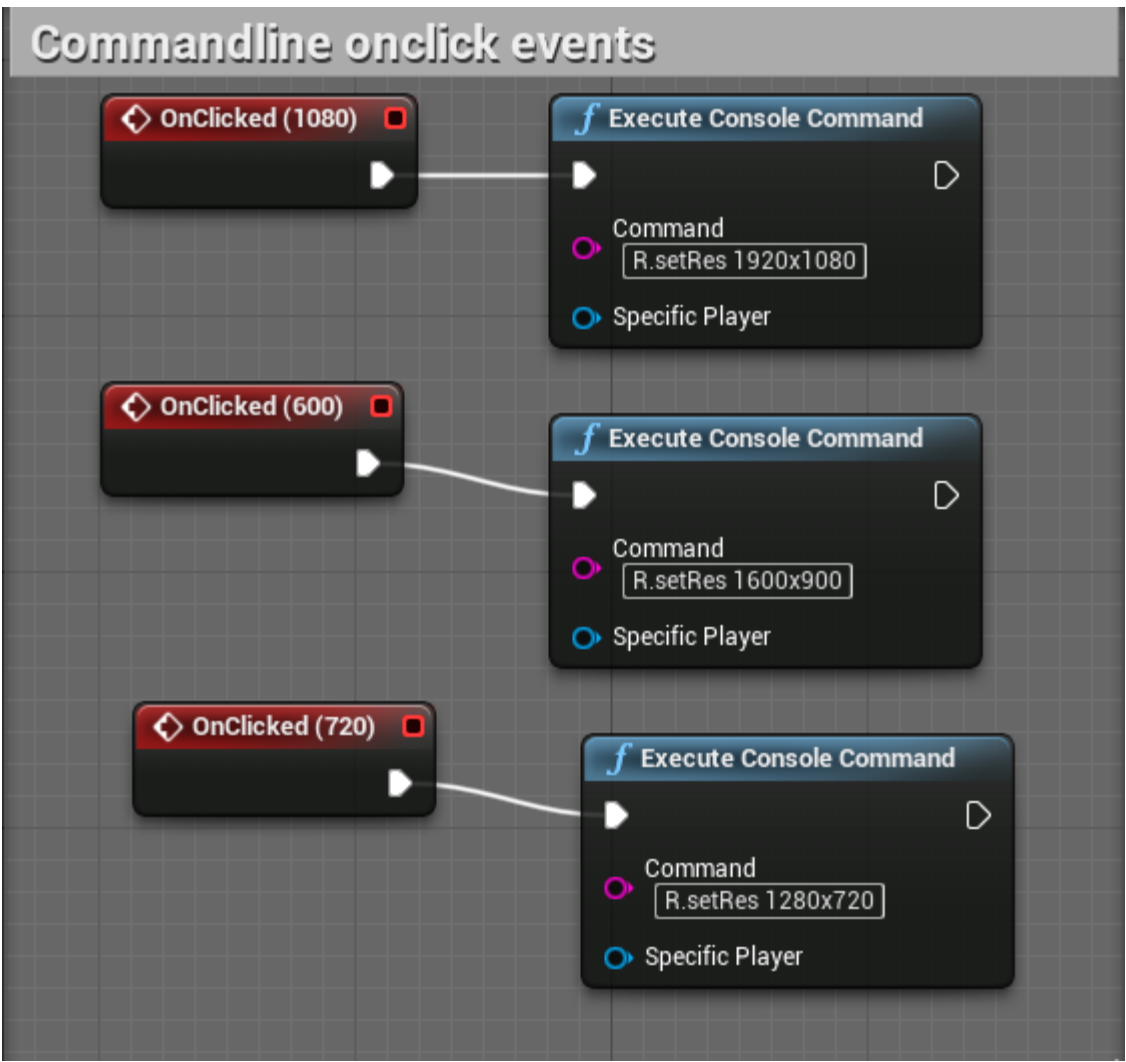 Commandline onclick events
OnClicked (1080)
f Execute Console Command
Command
R.setRes 1920x1080
Specific Player
OnClicked (600)
f Execute Console Command
Command
R.setRes 1600x900
Specific Player
OnClicked (720)
f Execute Console Command
Command
R.setRes 1280x720
Specific Player